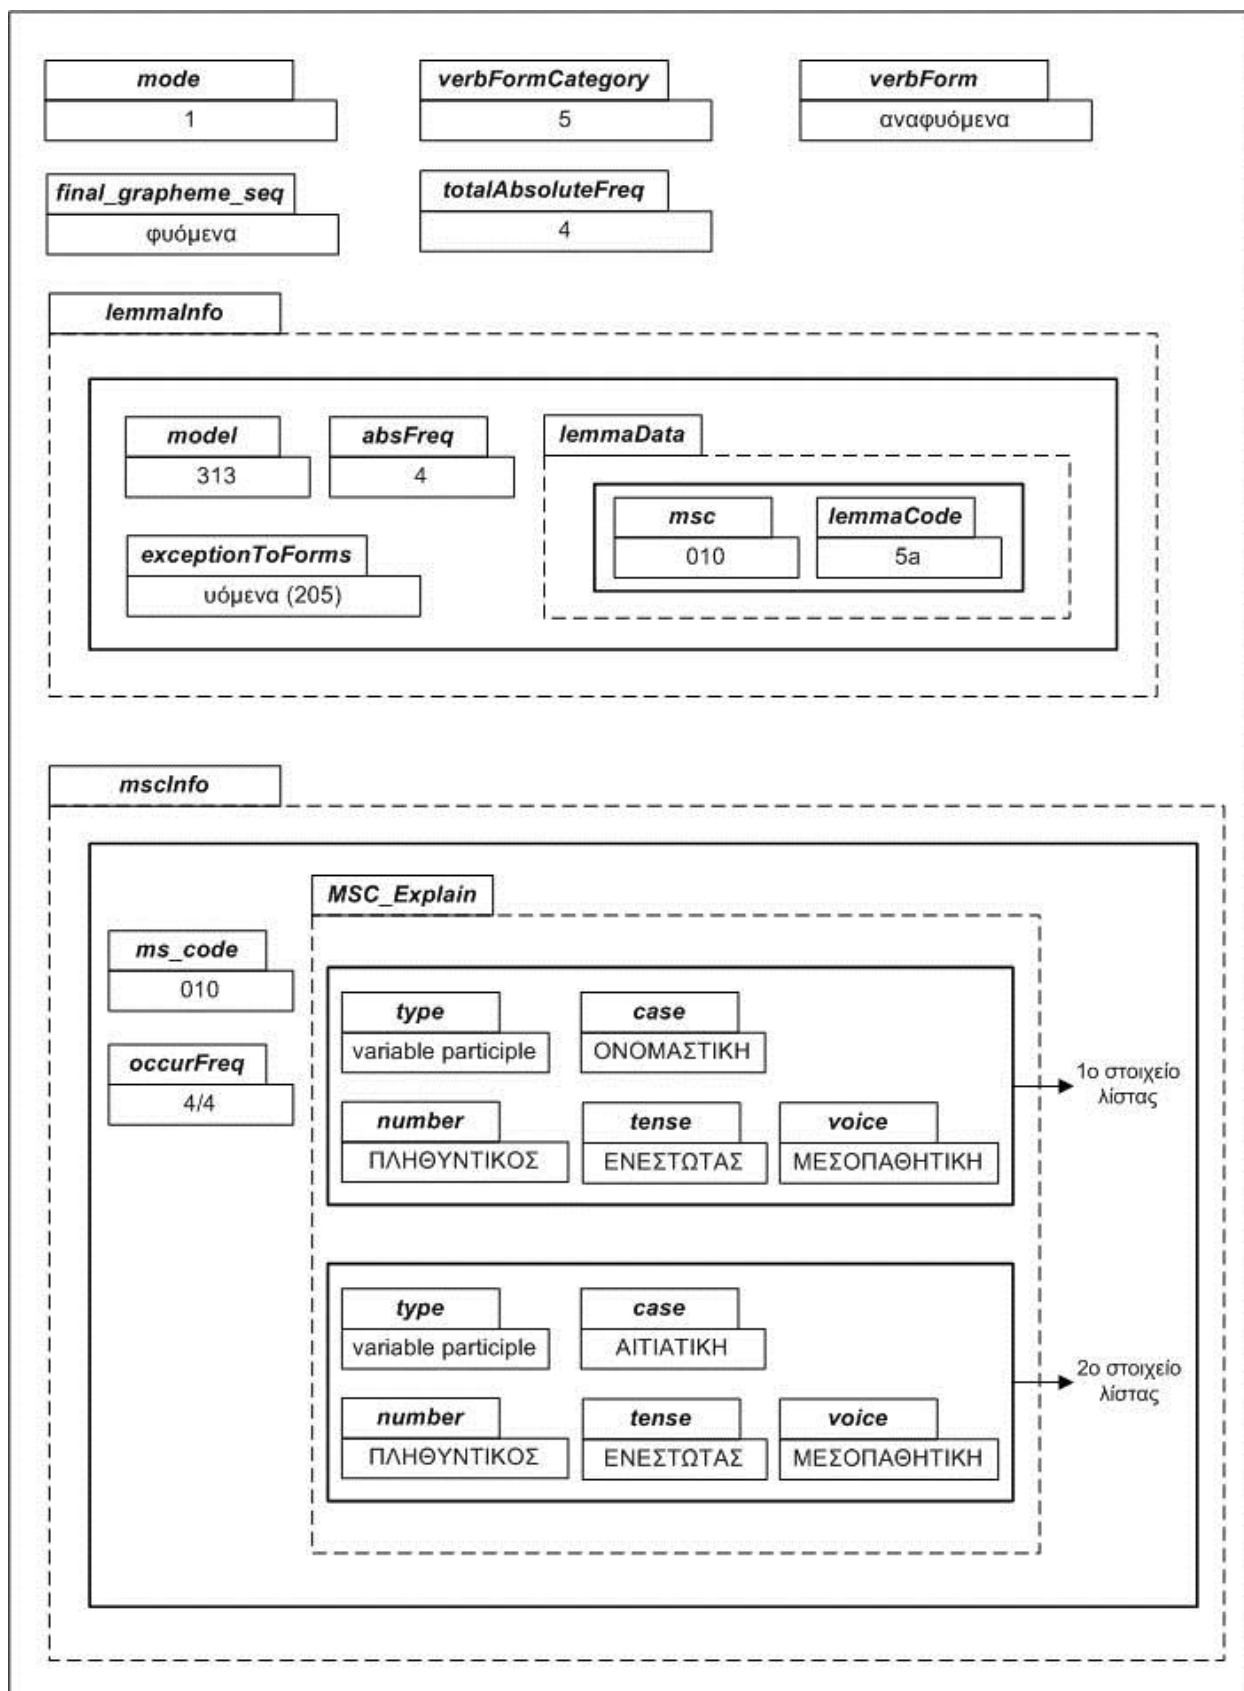 mode
1
verbFormCategory
5
verbForm
αναφυόμενα
final_grapheme_seq
φυόμενα
totalAbsoluteFreq
4
lemmaInfo
model
313
absFreq
4
lemmaData
msc
010
lemmaCode
5a
exceptionToForms
υόμενα (205)
mscInfo
MSC_Explain
ms_code
010
occurFreq
4/4
type
variable participle
case
ΟΝΟΜΑΣΤΙΚΗ
number
ΠΛΗΘΥΝΤΙΚΟΣ
tense
ΕΝΕΣΤΩΤΑΣ
voice
ΜΕΣΟΠΑΘΗΤΙΚΗ
1ο στοιχείο
λίστας
type
variable participle
case
ΑΙΤΙΑΤΙΚΗ
number
ΠΛΗΘΥΝΤΙΚΟΣ
tense
ΕΝΕΣΤΩΤΑΣ
voice
ΜΕΣΟΠΑΘΗΤΙΚΗ
2ο στοιχείο
λίστας